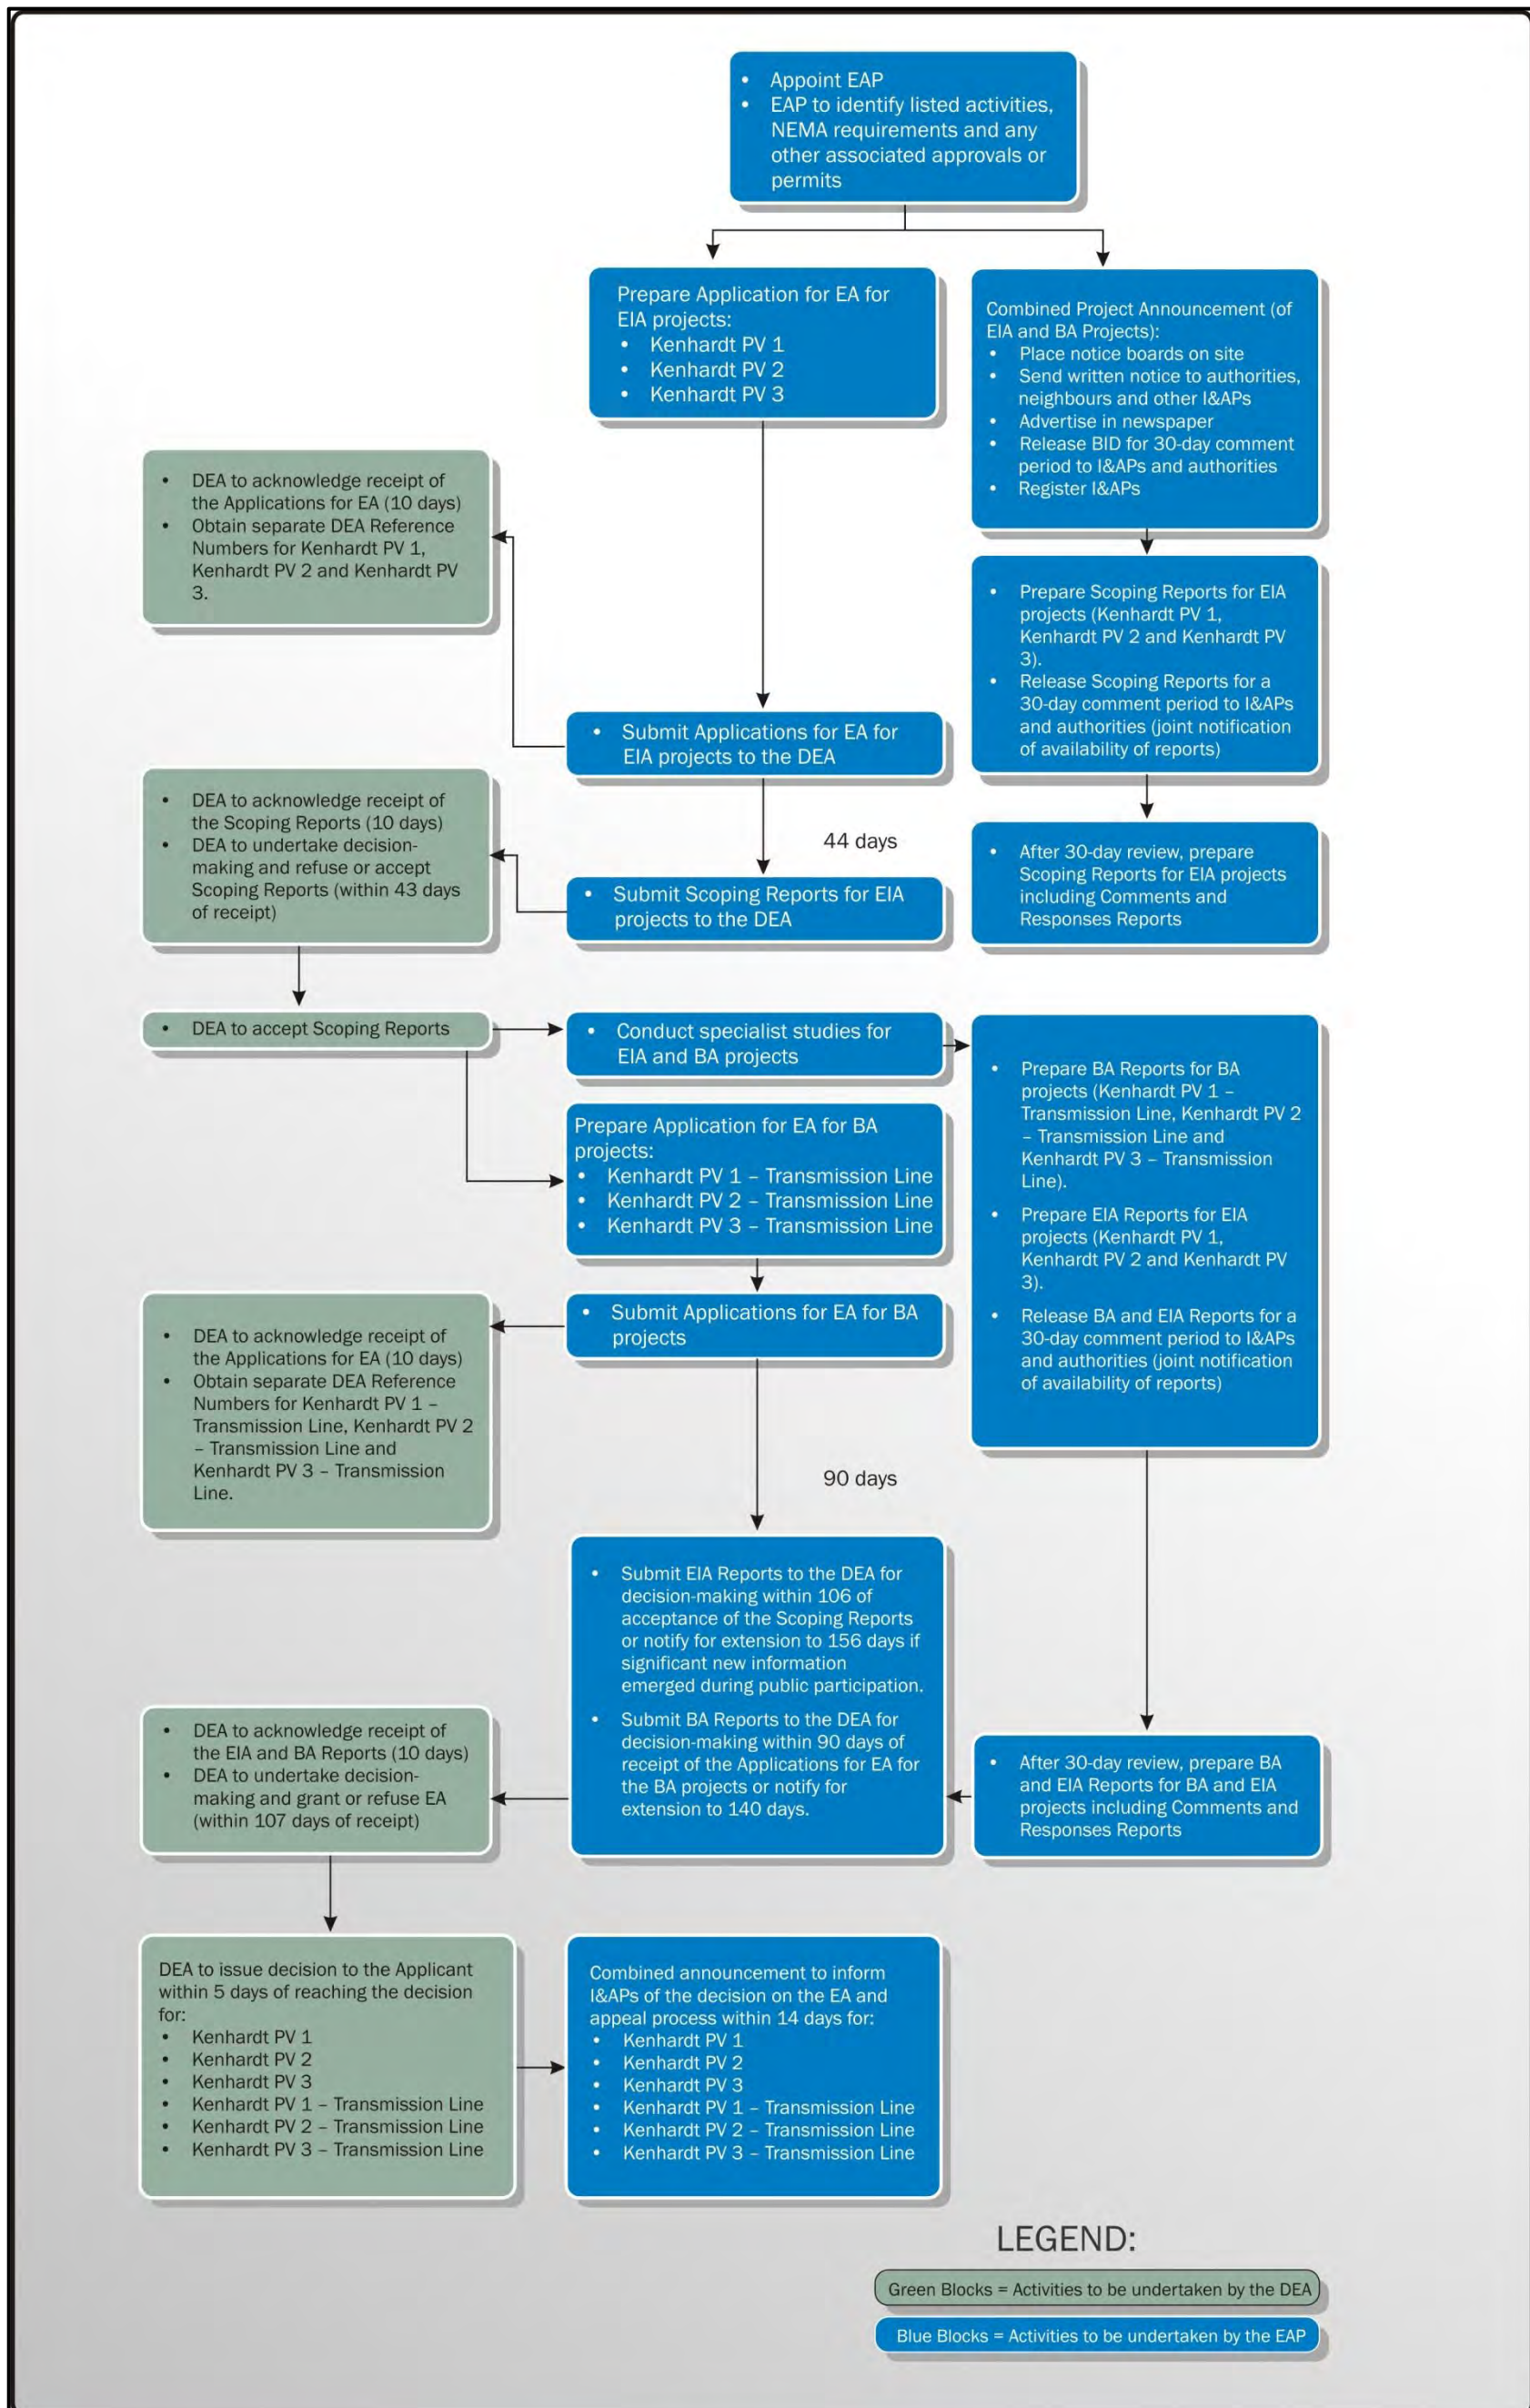 • Appoint EAP
• EAP to identify listed activities,
NEMA requirements and any
other associated approvals or
permits
Prepare Application for EA for
EIA projects:
• Kenhardt PV 1
• Kenhardt PV 2
• Kenhardt PV 3
Combined Project Announcement (of
EIA and BA Projects):
• Place notice boards on site
• Send written notice to authorities,
neighbours and other I&APs
• Advertise in newspaper
• Release BID for 30-day comment
period to I&APs and authorities
• Register I&APs
• DEA to acknowledge receipt of
the Applications for EA (10 days)
• Obtain separate DEA Reference
Numbers for Kenhardt PV 1,
Kenhardt PV 2 and Kenhardt PV
3.
• Prepare Scoping Reports for EIA
projects (Kenhardt PV 1,
Kenhardt PV 2 and Kenhardt PV
3).
• Release Scoping Reports for a
30-day comment period to I&APs
and authorities (joint notification
of availability of reports)
• Submit Applications for EA for
EIA projects to the DEA
• DEA to acknowledge receipt of
the Scoping Reports (10 days)
• DEA to undertake decision-
making and refuse or accept
Scoping Reports (within 43 days
of receipt)
44 days
• Submit Scoping Reports for EIA
projects to the DEA
• After 30-day review, prepare
Scoping Reports for EIA projects
including Comments and
Responses Reports
• DEA to accept Scoping Reports
• Conduct specialist studies for
EIA and BA projects
Prepare Application for EA for BA
projects:
• Kenhardt PV 1 – Transmission Line
• Kenhardt PV 2 – Transmission Line
• Kenhardt PV 3 – Transmission Line
• Prepare BA Reports for BA
projects (Kenhardt PV 1 –
Transmission Line, Kenhardt PV 2
– Transmission Line and
Kenhardt PV 3 – Transmission
Line).
• Prepare EIA Reports for EIA
projects (Kenhardt PV 1,
Kenhardt PV 2 and Kenhardt PV
3).
• Release BA and EIA Reports for a
30-day comment period to I&APs
and authorities (joint notification
of availability of reports)
• Submit Applications for EA for BA
projects
• DEA to acknowledge receipt of
the Applications for EA (10 days)
• Obtain separate DEA Reference
Numbers for Kenhardt PV 1 –
Transmission Line, Kenhardt PV 2
– Transmission Line and
Kenhardt PV 3 – Transmission
Line.
90 days
• Submit EIA Reports to the DEA for
decision-making within 106 of
acceptance of the Scoping Reports
or notify for extension to 156 days if
significant new information
emerged during public participation.
• Submit BA Reports to the DEA for
decision-making within 90 days of
receipt of the Applications for EA for
the BA projects or notify for
extension to 140 days.
• DEA to acknowledge receipt of
the EIA and BA Reports (10 days)
• DEA to undertake decision-
making and grant or refuse EA
(within 107 days of receipt)
• After 30-day review, prepare BA
and EIA Reports for BA and EIA
projects including Comments and
Responses Reports
DEA to issue decision to the Applicant
within 5 days of reaching the decision
for:
• Kenhardt PV 1
• Kenhardt PV 2
• Kenhardt PV 3
• Kenhardt PV 1 – Transmission Line
• Kenhardt PV 2 – Transmission Line
• Kenhardt PV 3 – Transmission Line
Combined announcement to inform
I&APs of the decision on the EA and
appeal process within 14 days for:
• Kenhardt PV 1
• Kenhardt PV 2
• Kenhardt PV 3
• Kenhardt PV 1 – Transmission Line
• Kenhardt PV 2 – Transmission Line
• Kenhardt PV 3 – Transmission Line
LEGEND:
Green Blocks = Activities to be undertaken by the DEA
Blue Blocks = Activities to be undertaken by the EAP